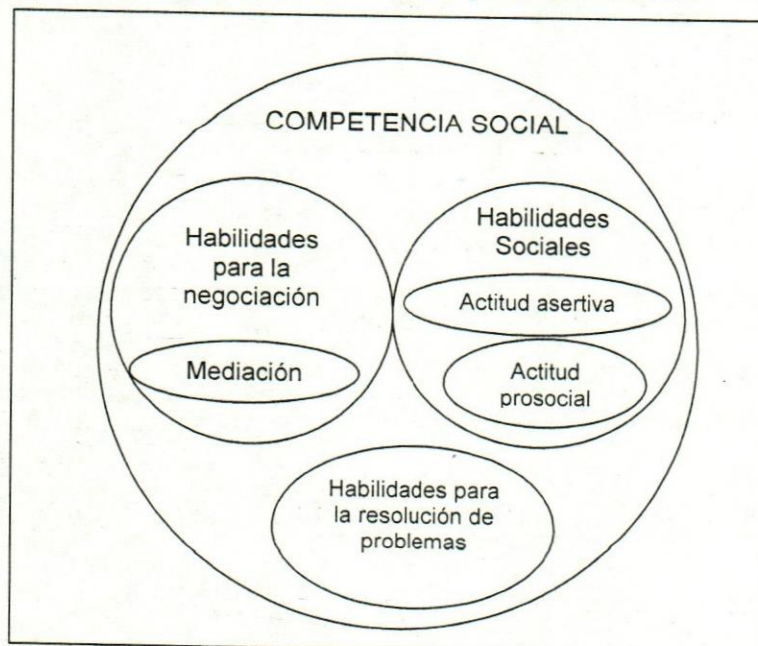 COMPETENCIA SOCIAL
Habilidades
para la
negociación
Mediación
Habilidades
Sociales
Actitud asertiva
Actitud
prosocial
Habilidades para
la resolución de
problemas